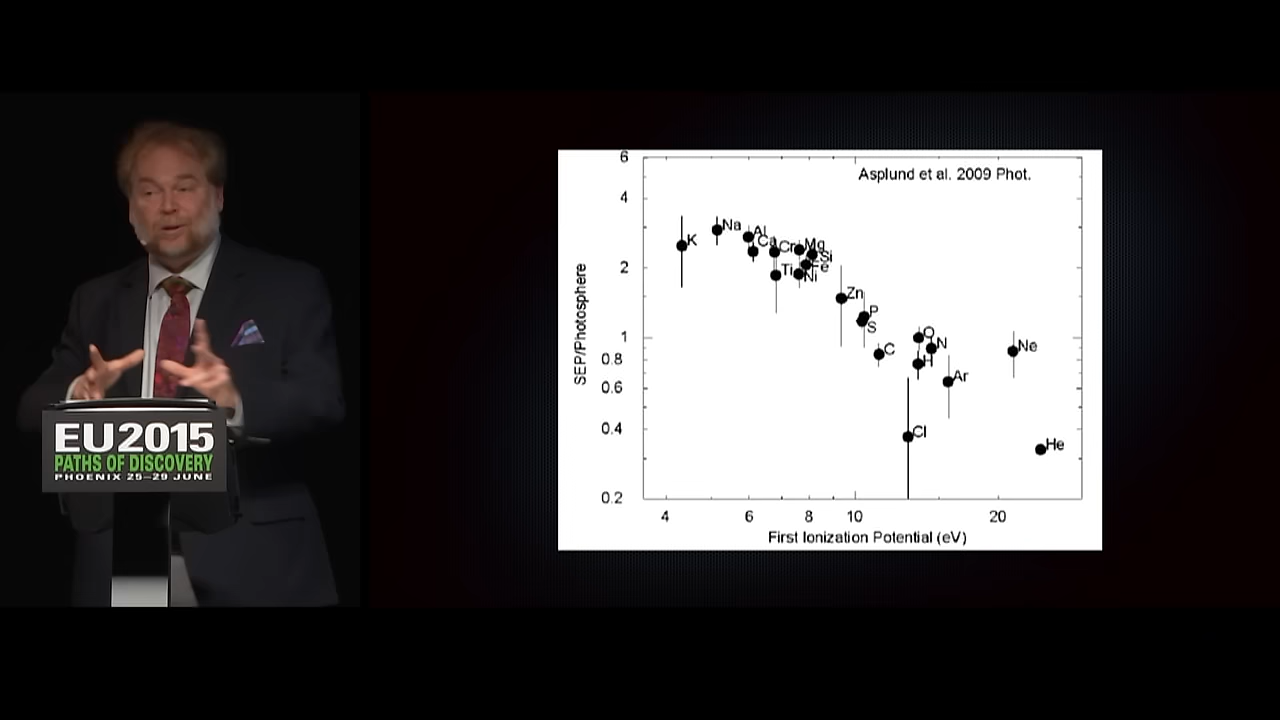 EU2015
PATHS OF DISCOVERY
PHOENIX 25–29 JUNE
Asplund et al. 2009 Phot.
6
4
2
1
0.8
0.6
0.4
0.2
SEP/Photosphere
K
Na
Al
Ca
Cr
Mg
Si
Fe
Ti
Ni
Zn
P
S
C
O
N
H
Ar
Ne
Cl
He
4
6
8
10
20
First Ionization Potential (eV)